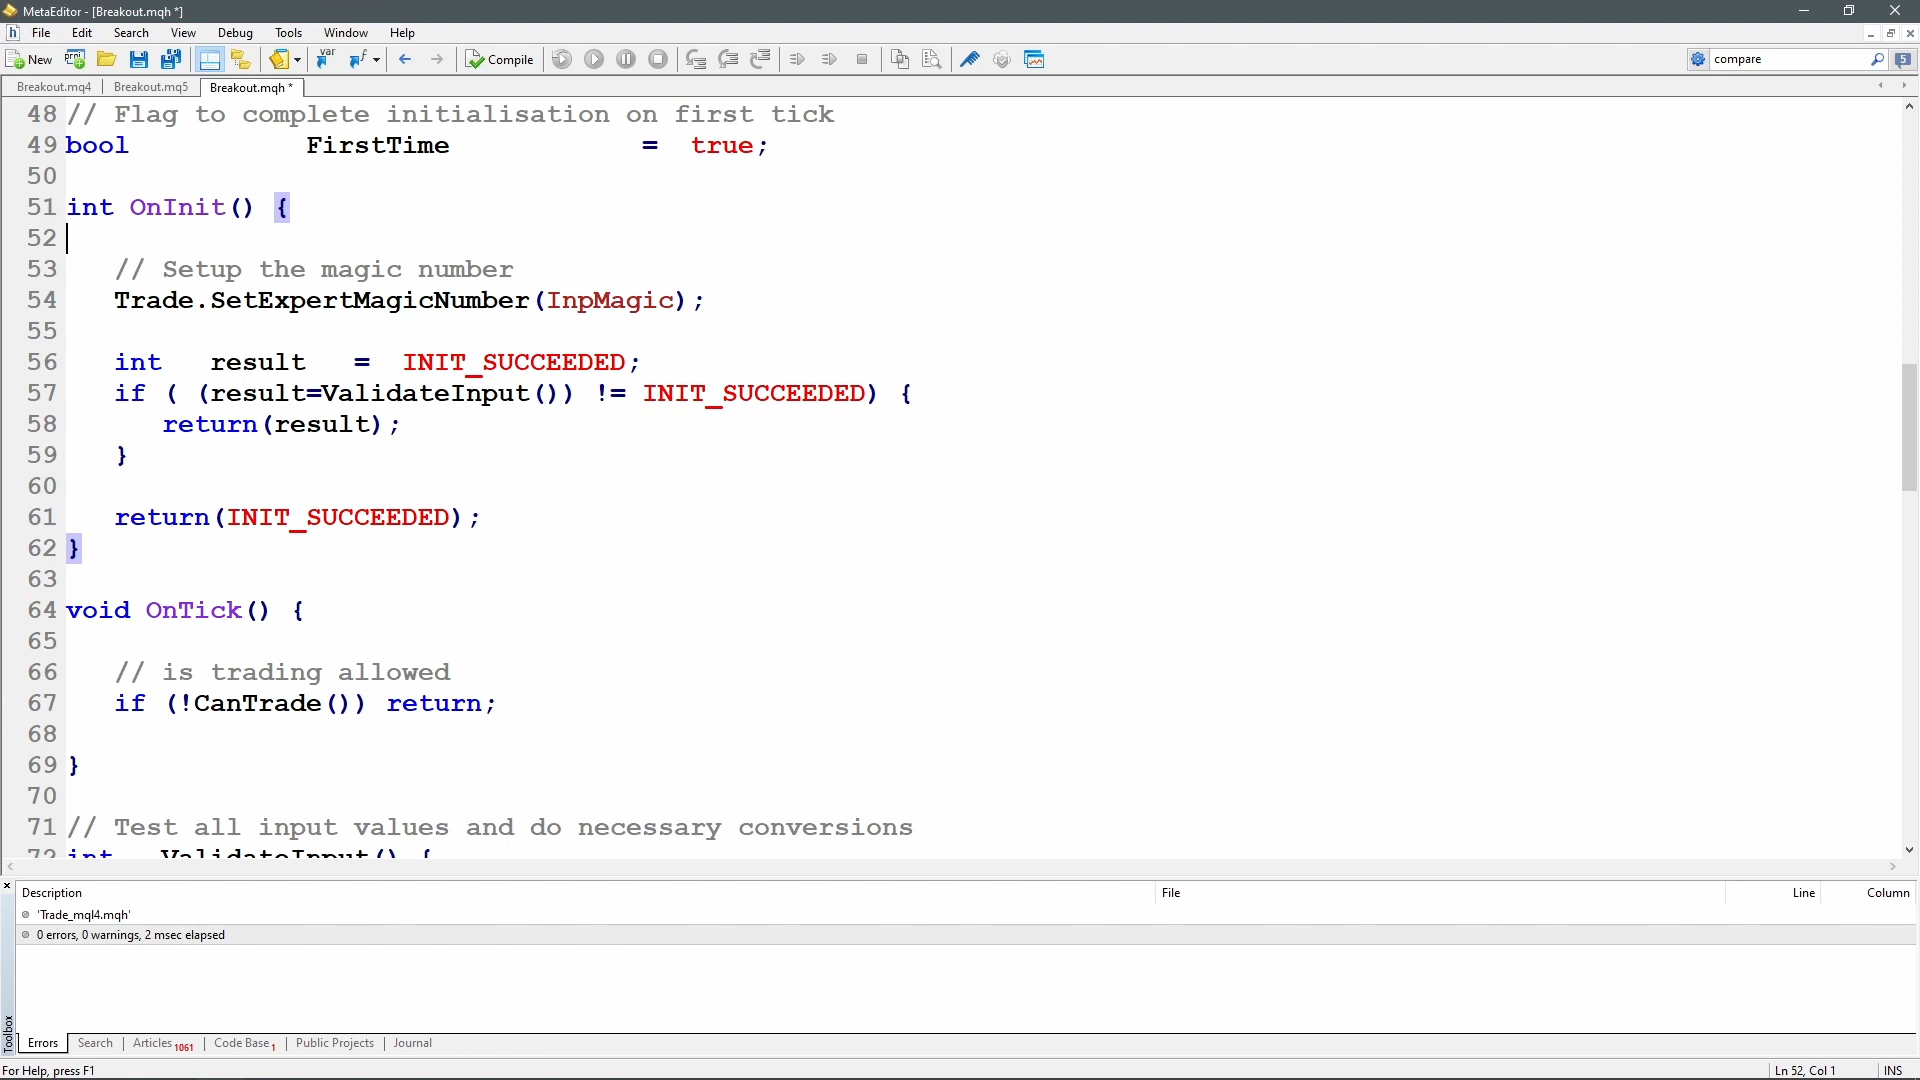 MetaEditor - [Breakout.mqh *]
File Edit Search View Debug Tools Window Help
New Compile compare 5
Breakout.mq4 Breakout.mq5 Breakout.mqh *
48 // Flag to complete initialisation on first tick
49 bool FirstTime = true;
50
51 int OnInit() {
52
53 // Setup the magic number
54 Trade.SetExpertMagicNumber(InpMagic);
55
56 int result = INIT_SUCCEEDED;
57 if ( (result=ValidateInput()) != INIT_SUCCEEDED) {
58 return(result);
59 }
60
61 return(INIT_SUCCEEDED);
62 }
63
64 void OnTick() {
65
66 // is trading allowed
67 if (!CanTrade()) return;
68
69 }
70
71 // Test all input values and do necessary conversions
72 int ValidateInput() {
Description File Line Column
'Trade_mql4.mqh'
0 errors, 0 warnings, 2 msec elapsed
Toolbox
Errors Search Articles 1061 Code Base 1 Public Projects Journal
For Help, press F1 Ln 52, Col 1 INS